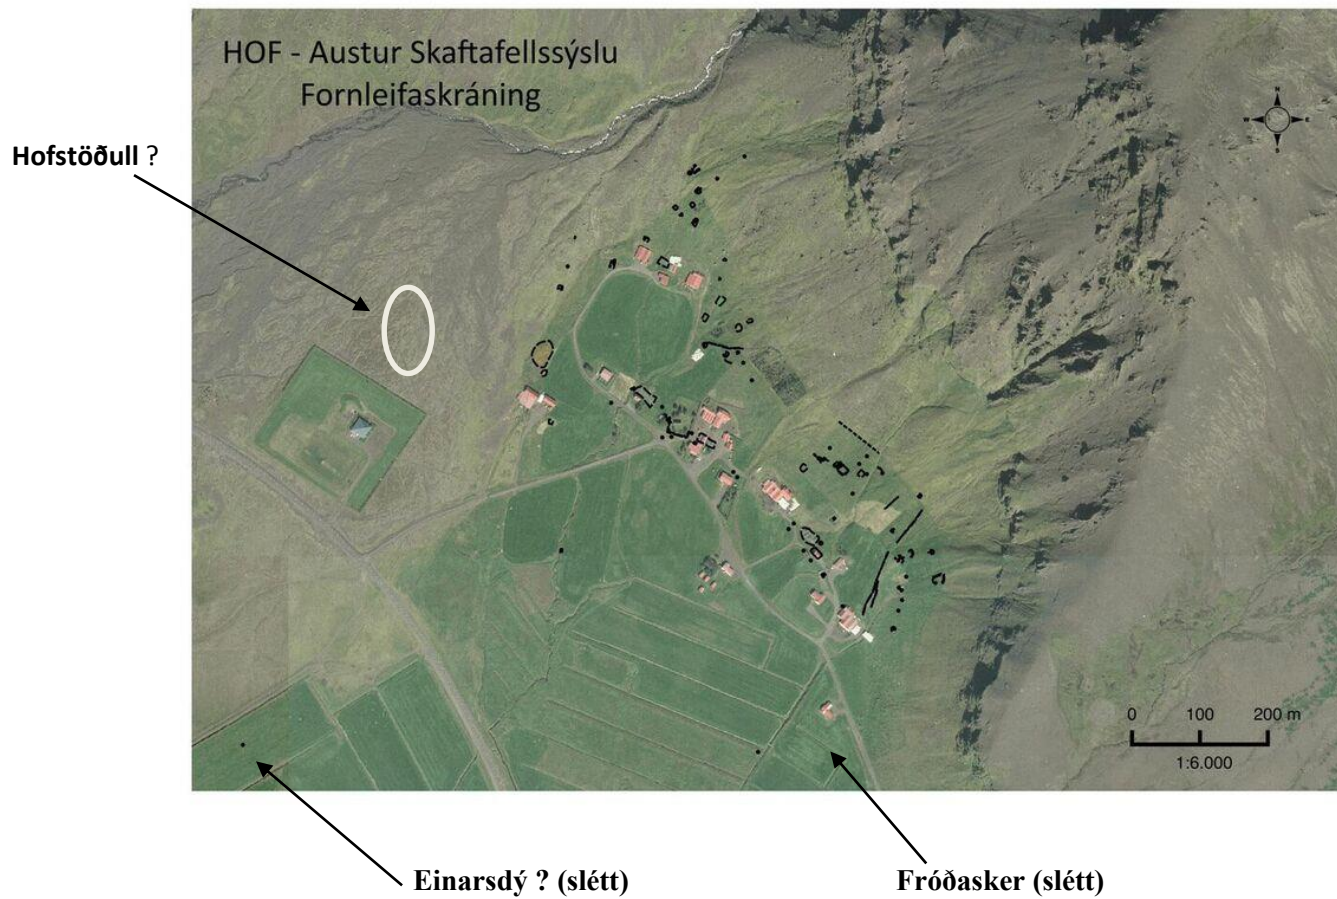 HOF - Austur Skaftafellssýslu
Fornleifaskráning
Hofstöðull ?
N
W E
S
0 100 200 m
1:6.000
Einarsdý ? (slétt)
Fróðasker (slétt)